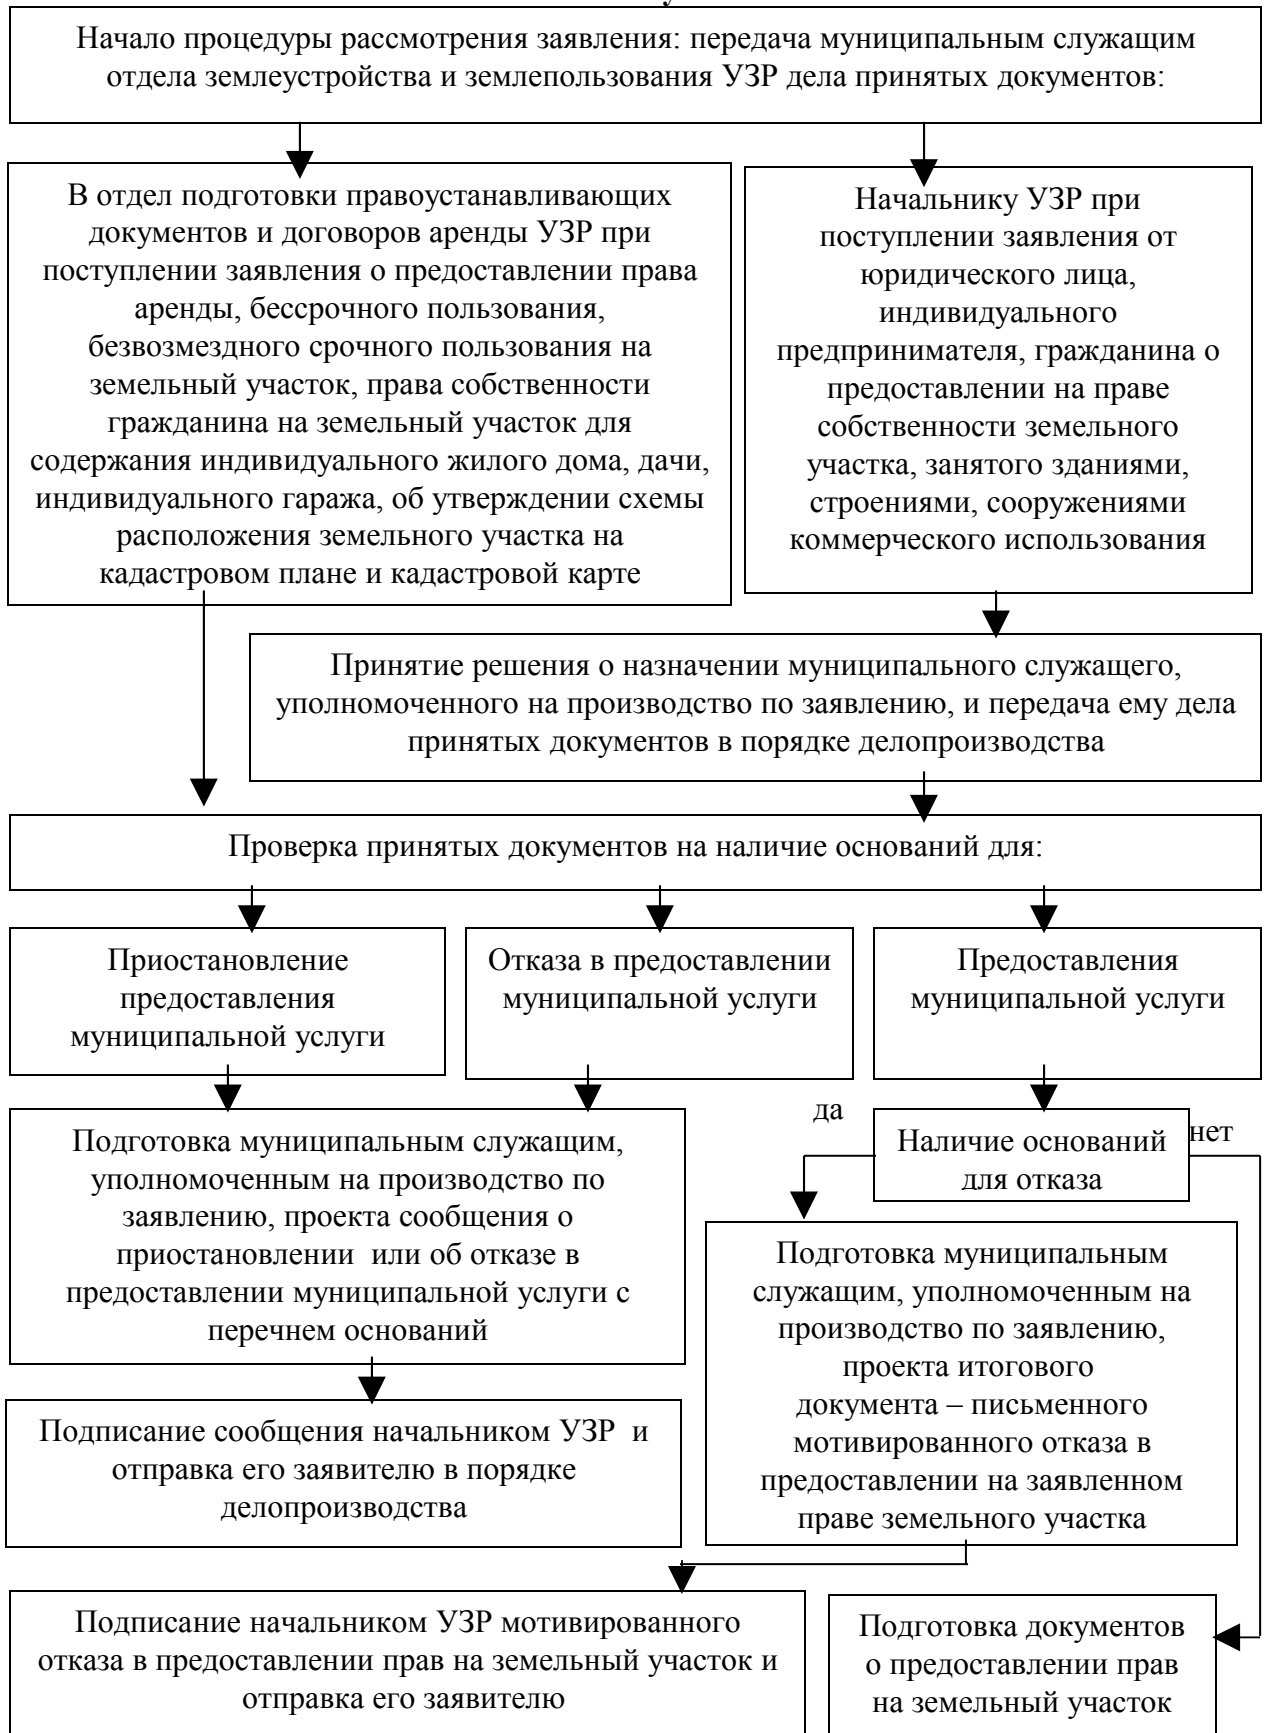 Начало процедуры рассмотрения заявления: передача муниципальным служащим
отдела землеустройства и землепользования УЗР дела принятых документов:
В отдел подготовки правоустанавливающих
документов и договоров аренды УЗР при
поступлении заявления о предоставлении права
аренды, бессрочного пользования,
безвозмездного срочного пользования на
земельный участок, права собственности
гражданина на земельный участок для
содержания индивидуального жилого дома, дачи,
индивидуального гаража, об утверждении схемы
расположения земельного участка на
кадастровом плане и кадастровой карте
Начальнику УЗР при
поступлении заявления от
юридического лица,
индивидуального
предпринимателя, гражданина о
предоставлении на праве
собственности земельного
участка, занятого зданиями,
строениями, сооружениями
коммерческого использования
Принятие решения о назначении муниципального служащего,
уполномоченного на производство по заявлению, и передача ему дела
принятых документов в порядке делопроизводства
Проверка принятых документов на наличие оснований для:
Приостановление
предоставления
муниципальной услуги
Отказа в предоставлении
муниципальной услуги
Предоставления
муниципальной услуги
Подготовка муниципальным служащим,
уполномоченным на производство по
заявлению, проекта сообщения о
приостановлении  или об отказе в
предоставлении муниципальной услуги с
перечнем оснований
да
Наличие оснований
для отказа
нет
Подготовка муниципальным
служащим, уполномоченным на
производство по заявлению,
проекта итогового
документа – письменного
мотивированного отказа в
предоставлении на заявленном
праве земельного участка
Подписание сообщения начальником УЗР  и
отправка его заявителю в порядке
делопроизводства
Подписание начальником УЗР мотивированного
отказа в предоставлении прав на земельный участок и
отправка его заявителю
Подготовка документов
о предоставлении прав
на земельный участок